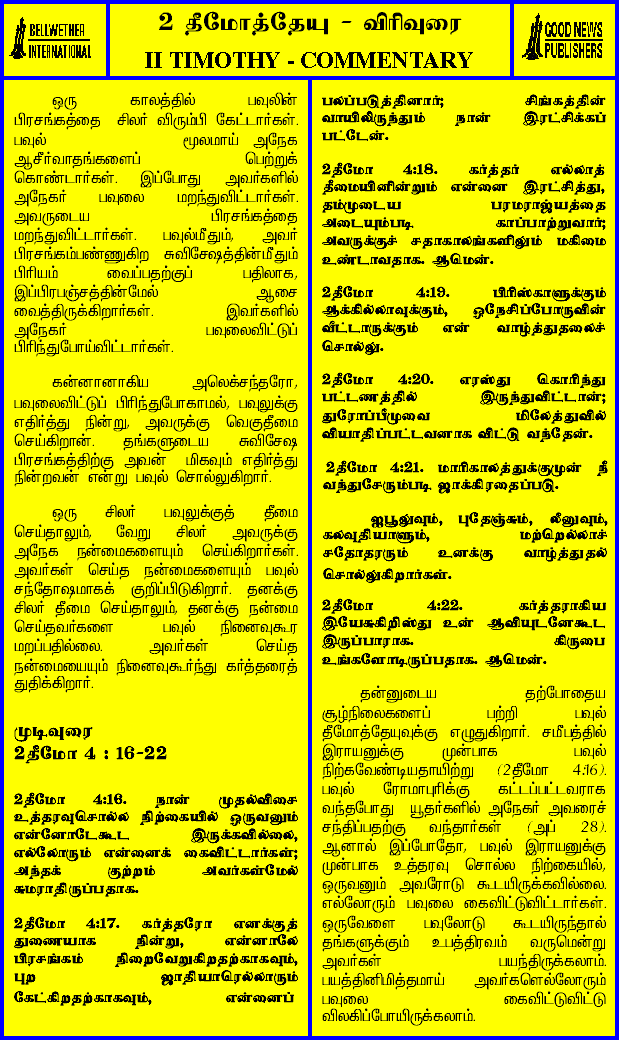 BELLWETHER
INTERNATIONAL
2 தீமோத்தேயு - விரிவுரை
II TIMOTHY - COMMENTARY
GOOD NEWS
PUBLISHERS
ஒரு காலத்தில் பவுலின்
பிரசங்கத்தை சிலர் விரும்பி கேட்டார்கள்.
பவுல் மூலமாய் அநேக
ஆசீர்வாதங்களைப் பெற்றுக்
கொண்டார்கள். இப்போது அவர்களில்
அநேகர் பவுலை மறந்துவிட்டார்கள்.
அவருடைய பிரசங்கத்தை
மறந்துவிட்டார்கள். பவுல்மீதும், அவர்
பிரசங்கம்பண்ணுகிற சுவிசேஷத்தின்மீதும்
பிரியம் வைப்பதற்குப் பதிலாக,
இப்பிரபஞ்சத்தின்மேல் ஆசை
வைத்திருக்கிறார்கள். இவர்களில்
அநேகர் பவுலைவிட்டுப்
பிரிந்துபோய்விட்டார்கள்.
கன்னானாகிய அலெக்சந்தரோ,
பவுலைவிட்டுப் பிரிந்துபோகாமல், பவுலுக்கு
எதிர்த்து நின்று, அவருக்கு வெகுதீமை
செய்கிறான். தங்களுடைய சுவிசேஷ
பிரசங்கத்திற்கு அவன் மிகவும் எதிர்த்து
நின்றவன் என்று பவுல் சொல்லுகிறார்.
ஒரு சிலர் பவுலுக்குத் தீமை
செய்தாலும், வேறு சிலர் அவருக்கு
அநேக நன்மைகளையும் செய்கிறார்கள்.
அவர்கள் செய்த நன்மைகளையும் பவுல்
சந்தோஷமாகக் குறிப்பிடுகிறார். தனக்கு
சிலர் தீமை செய்தாலும், தனக்கு நன்மை
செய்தவர்களை பவுல் நினைவுகூர
மறப்பதில்லை. அவர்கள் செய்த
நன்மையையும் நினைவுகூர்ந்து கர்த்தரைத்
துதிக்கிறார்.
முடிவுரை
2தீமோ 4 : 16-22
2தீமோ 4:16. நான் முதல்விசை
உத்தரவுசொல்ல நிற்கையில் ஒருவனும்
என்னோடேகூட இருக்கவில்லை,
எல்லோரும் என்னைக் கைவிட்டார்கள்;
அந்தக் குற்றம் அவர்கள்மேல்
சுமராதிருப்பதாக.
2தீமோ 4:17. கர்த்தரோ எனக்குத்
துணையாக நின்று, என்னாலே
பிரசங்கம் நிறைவேறுகிறதற்காகவும்,
புற ஜாதியாரெல்லாரும்
கேட்கிறதற்காகவும், என்னைப்
பலப்படுத்தினார்; சிங்கத்தின்
வாயிலிருந்தும் நான் இரட்சிக்கப்
பட்டேன்.
2தீமோ 4:18. கர்த்தர் எல்லாத்
தீமையினின்றும் என்னை இரட்சித்து,
தம்முடைய பரமராஜ்யத்தை
அடையும்படி காப்பாற்றுவார்;
அவருக்குச் சதாகாலங்களிலும் மகிமை
உண்டாவதாக. ஆமென்.
2தீமோ 4:19. பிரிஸ்காளுக்கும்
ஆக்கில்லாவுக்கும், ஒநேசிப்போருவின்
வீட்டாருக்கும் என் வாழ்த்துதலைச்
சொல்லு.
2தீமோ 4:20. எரஸ்து கொரிந்து
பட்டணத்தில் இருந்துவிட்டான்;
துரோப்பீமுவை மிலேத்துவில்
வியாதிப்பட்டவனாக விட்டு வந்தேன்.
2தீமோ 4:21. மாரிகாலத்துக்குமுன் நீ
வந்துசேரும்படி ஜாக்கிரதைப்படு.
ஐபூலுவும், புதேஞ்சும், லீனுவும்,
கல்வுதியாளும், மற்றெல்லாச்
சதோதரரும் உனக்கு வாழ்த்துதல்
சொல்லுகிறார்கள்.
2தீமோ 4:22. கர்த்தராகிய
இயேசுகிறிஸ்து உன் ஆவியுடனேகூட
இருப்பாராக. கிருபை
உங்களோடிருப்பதாக. ஆமென்.
தன்னுடைய தற்போதைய
சூழ்நிலைகளைப் பற்றி பவுல்
தீமோத்தேயுவுக்கு எழுதுகிறார். சமீபத்தில்
இராயனுக்கு முன்பாக பவுல்
நிற்கவேண்டியதாயிற்று (2தீமோ 4:16).
பவுல் ரோமாபுரிக்கு கட்டப்பட்டவராக
வந்தபோது யூதர்களில் அநேகர் அவரைச்
சந்திப்பதற்கு வந்தார்கள் (அப் 28).
ஆனால் இப்போதோ, பவுல் இராயனுக்கு
முன்பாக உத்தரவு சொல்ல நிற்கையில்,
ஒருவனும் அவரோடு கூடயிருக்கவில்லை.
எல்லோரும் பவுலை கைவிட்டுவிட்டார்கள்.
ஒருவேளை பவுலோடு கூடயிருந்தால்
தங்களுக்கும் உபத்திரவம் வருமென்று
அவர்கள் பயந்திருக்கலாம்.
பயத்தினிமித்தமாய் அவர்களெல்லோரும்
பவுலை கைவிட்டுவிட்டு
விலகிப்போயிருக்கலாம்.